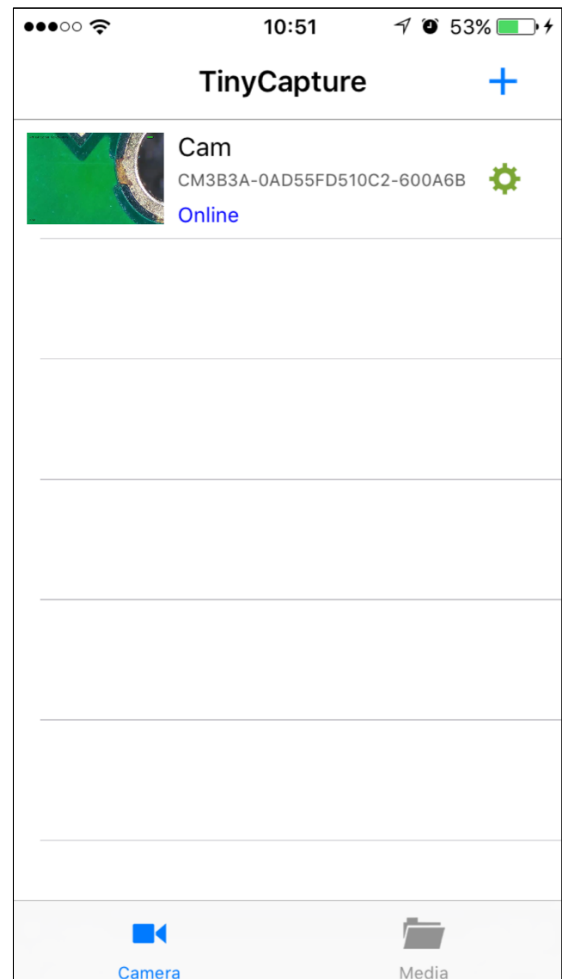 10:51 53%
TinyCapture +
Cam
CM3B3A-0AD55FD510C2-600A6B
Online
Camera Media